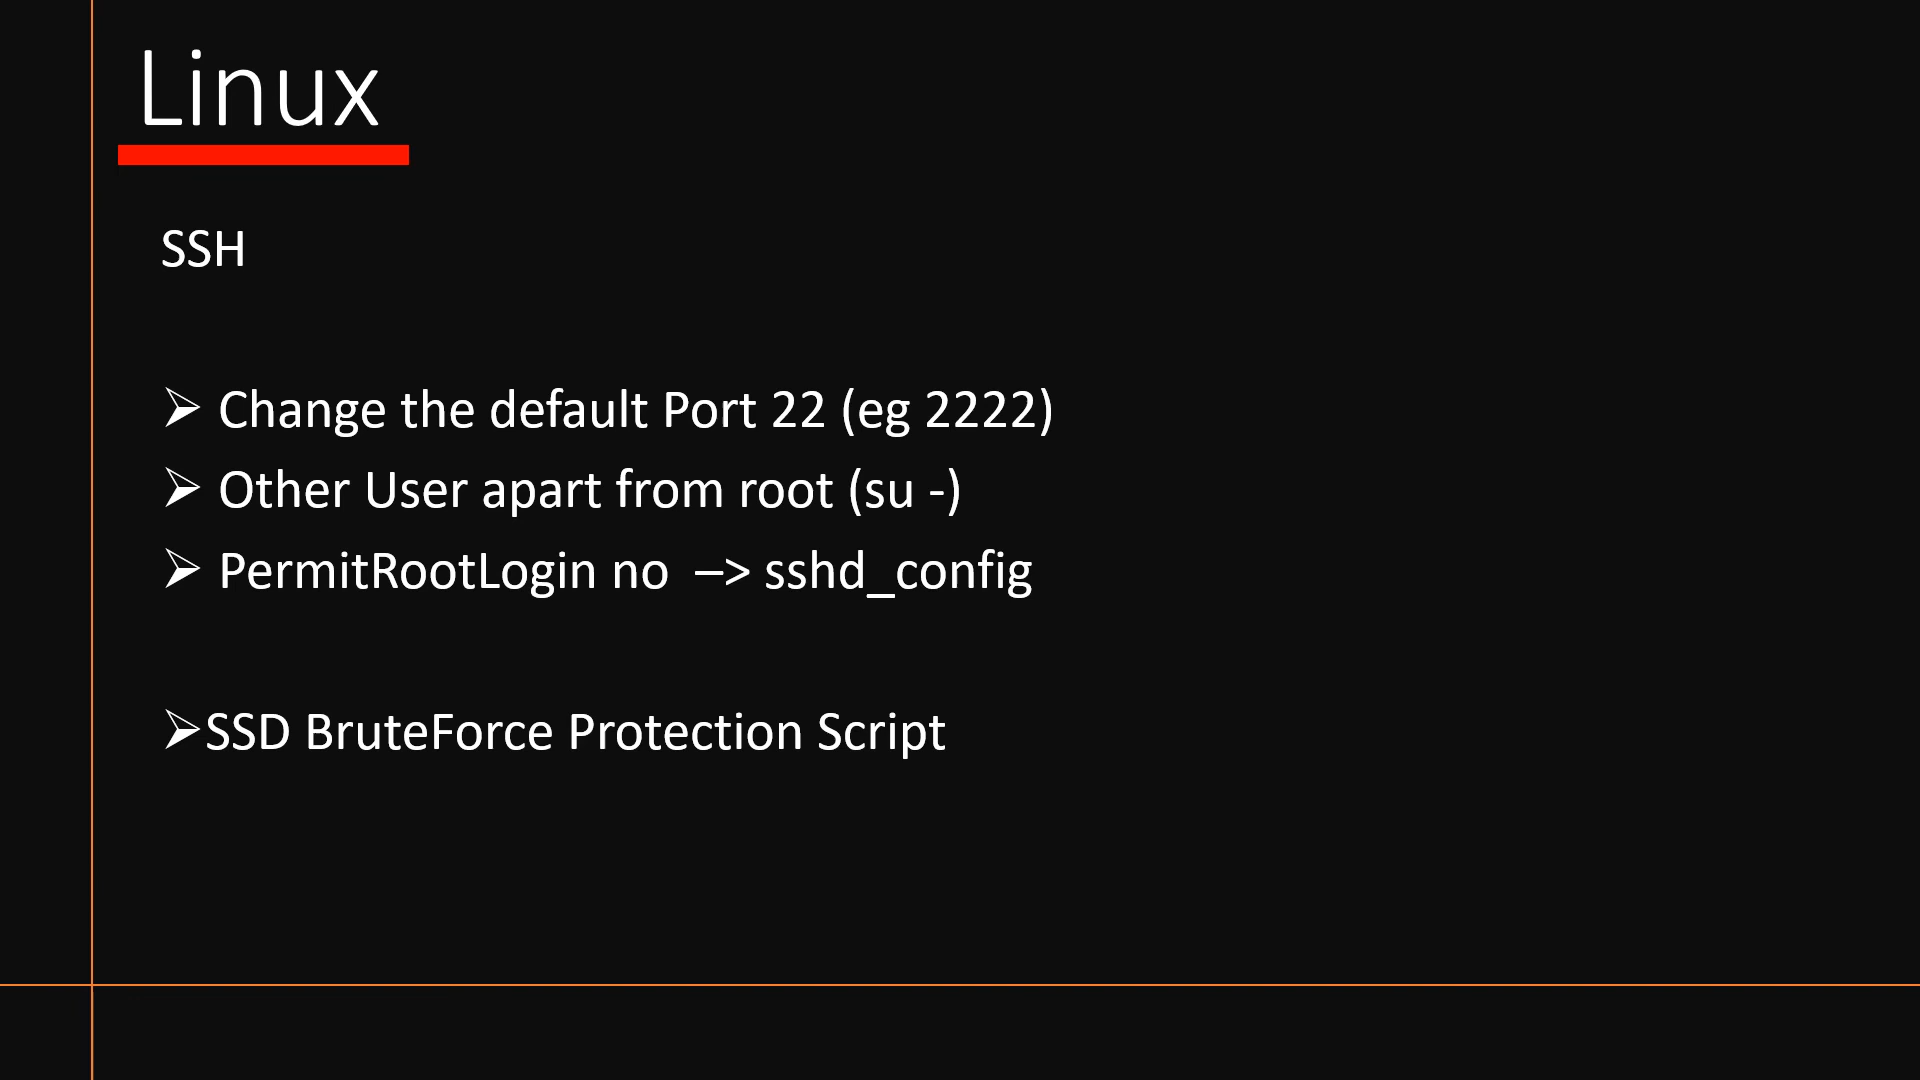 Linux
SSH
➢ Change the default Port 22 (eg 2222)
➢ Other User apart from root (su -)
➢ PermitRootLogin no  –> sshd_config
➢SSD BruteForce Protection Script